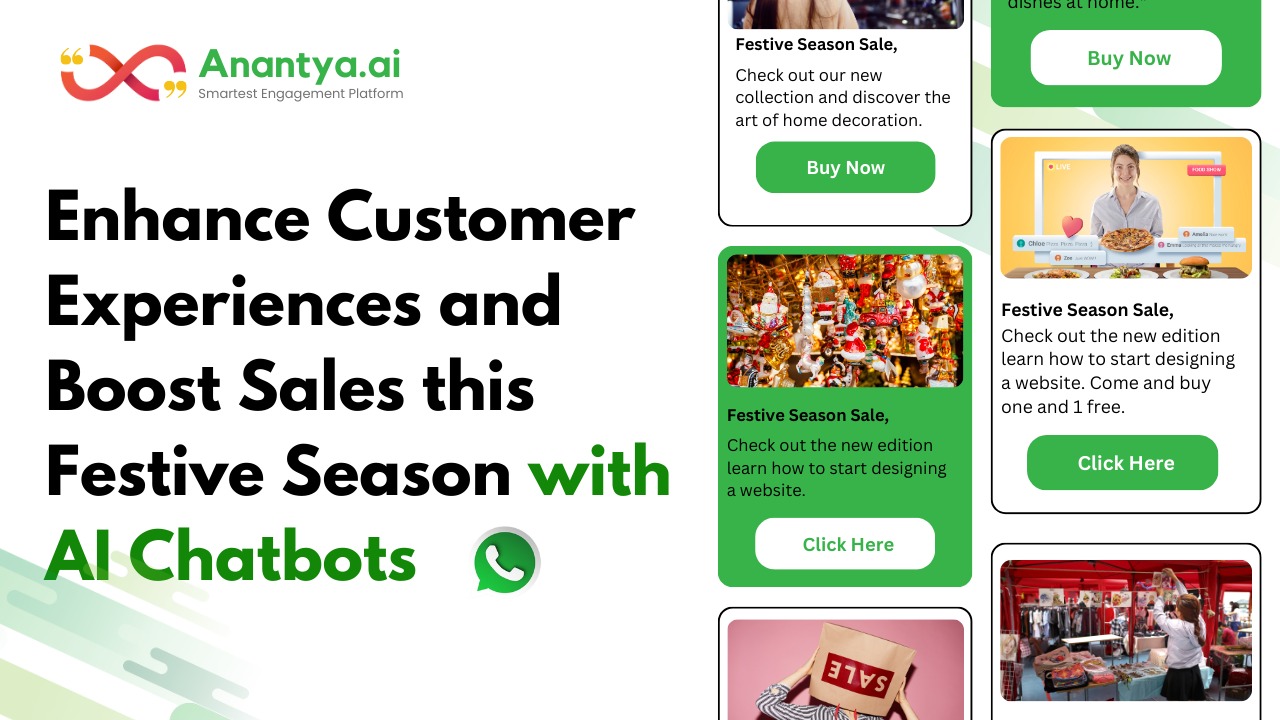 Anantya.ai
Smartest Engagement Platform
Enhance Customer
Experiences and
Boost Sales this
Festive Season with
AI Chatbots
Festive Season Sale,
Check out our new
collection and discover the
art of home decoration.
Buy Now
Festive Season Sale,
Check out the new edition
learn how to start designing
a website.
Click Here
SALE
dishes at home."
Buy Now
LIVE
FOOD SHOW
Chloe
Amelia
Emma
Zee
Festive Season Sale,
Check out the new edition
learn how to start designing
a website. Come and buy
one and 1 free.
Click Here